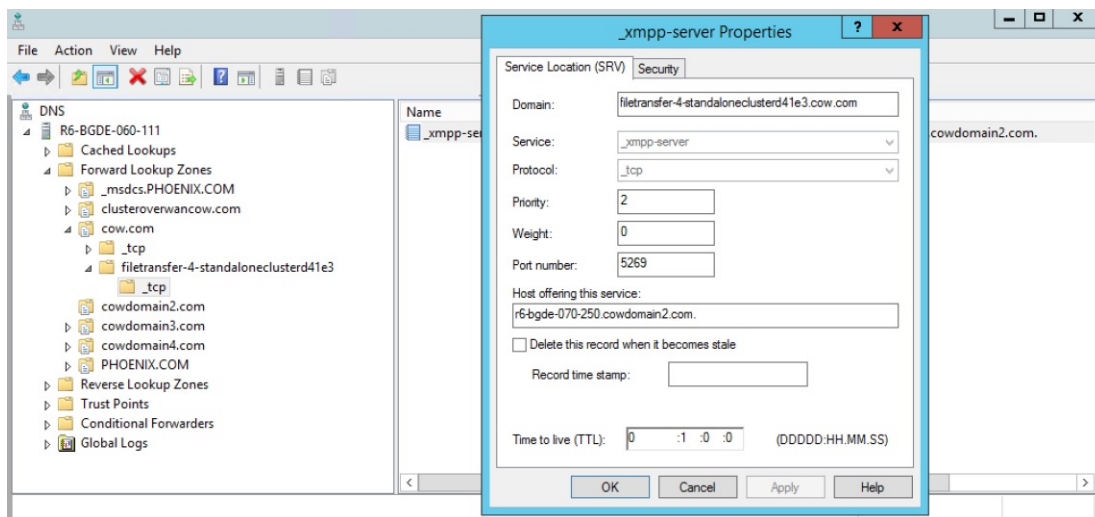 _xmpp-server Properties
? x
File Action View Help
DNS
R6-BGDE-060-111
Cached Lookups
Forward Lookup Zones
_msdcs.PHOENIX.COM
clusteroverwancow.com
cow.com
_tcp
filetransfer-4-standaloneclusterd41e3
_tcp
cowdomain2.com
cowdomain3.com
cowdomain4.com
PHOENIX.COM
Reverse Lookup Zones
Trust Points
Conditional Forwarders
Global Logs
Name
_xmpp-ser
cowdomain2.com.
Service Location (SRV) Security
Domain: filetransfer-4-standaloneclusterd41e3.cow.com
Service: _xmpp-server
Protocol: _tcp
Priority: 2
Weight: 0
Port number: 5269
Host offering this service:
r6-bgde-070-250.cowdomain2.com.
Delete this record when it becomes stale
Record time stamp:
Time to live (TTL): 0 :1 :0 :0 (DDDDD:HH.MM.SS)
OK Cancel Apply Help